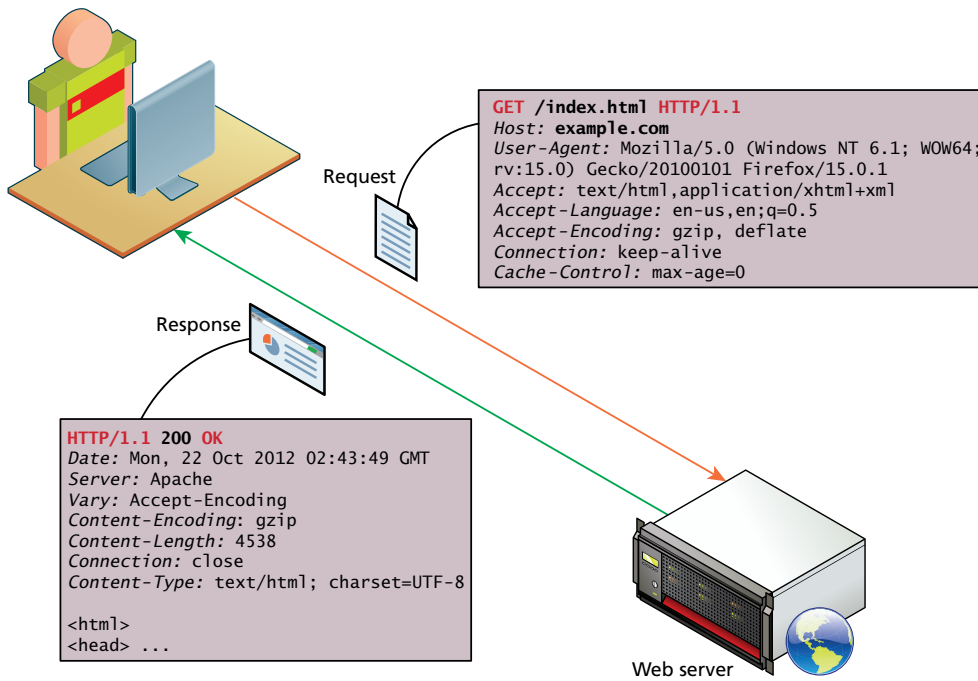 GET /index.html HTTP/1.1
Host: example.com
User-Agent: Mozilla/5.0 (Windows NT 6.1; WOW64;
rv:15.0) Gecko/20100101 Firefox/15.0.1
Accept: text/html,application/xhtml+xml
Accept-Language: en-us,en;q=0.5
Accept-Encoding: gzip, deflate
Connection: keep-alive
Cache-Control: max-age=0
Request
Response
HTTP/1.1 200 OK
Date: Mon, 22 Oct 2012 02:43:49 GMT
Server: Apache
Vary: Accept-Encoding
Content-Encoding: gzip
Content-Length: 4538
Connection: close
Content-Type: text/html; charset=UTF-8
<html>
<head> ...
Web server